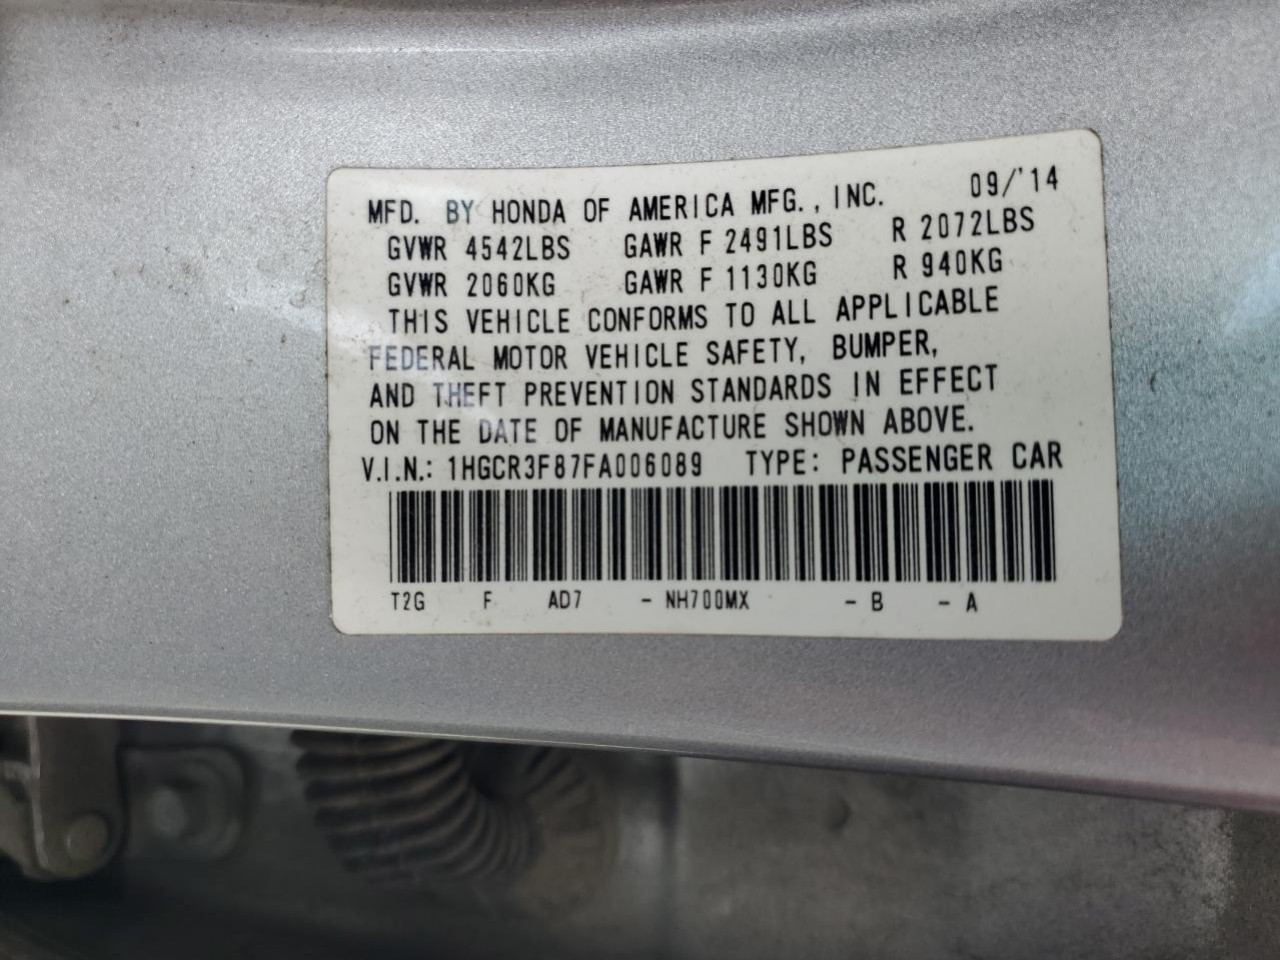 MFD. BY HONDA OF AMERICA MFG., INC. 09/'14
GVWR 4542LBS GAWR F 2491LBS R 2072LBS
GVWR 2060KG GAWR F 1130KG R 940KG
THIS VEHICLE CONFORMS TO ALL APPLICABLE
FEDERAL MOTOR VEHICLE SAFETY, BUMPER,
AND THEFT PREVENTION STANDARDS IN EFFECT
ON THE DATE OF MANUFACTURE SHOWN ABOVE.
V.I.N.: 1HGCR3F87FA006089 TYPE: PASSENGER CAR
T2G F AD7 - NH700MX - B - A